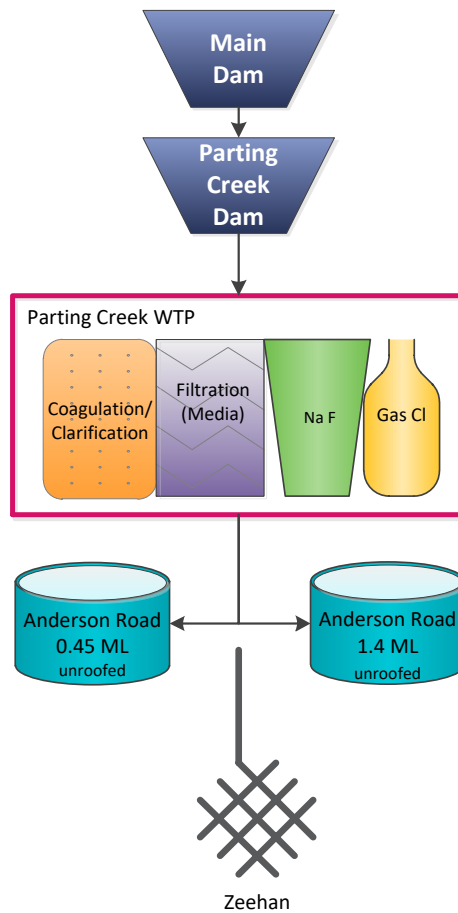 Main
Dam
Parting
Creek
Dam
Parting Creek WTP
Coagulation/
Clarification
Filtration
(Media)
Na F
Gas Cl
Anderson Road
0.45 ML
unroofed
Anderson Road
1.4 ML
unroofed
Zeehan